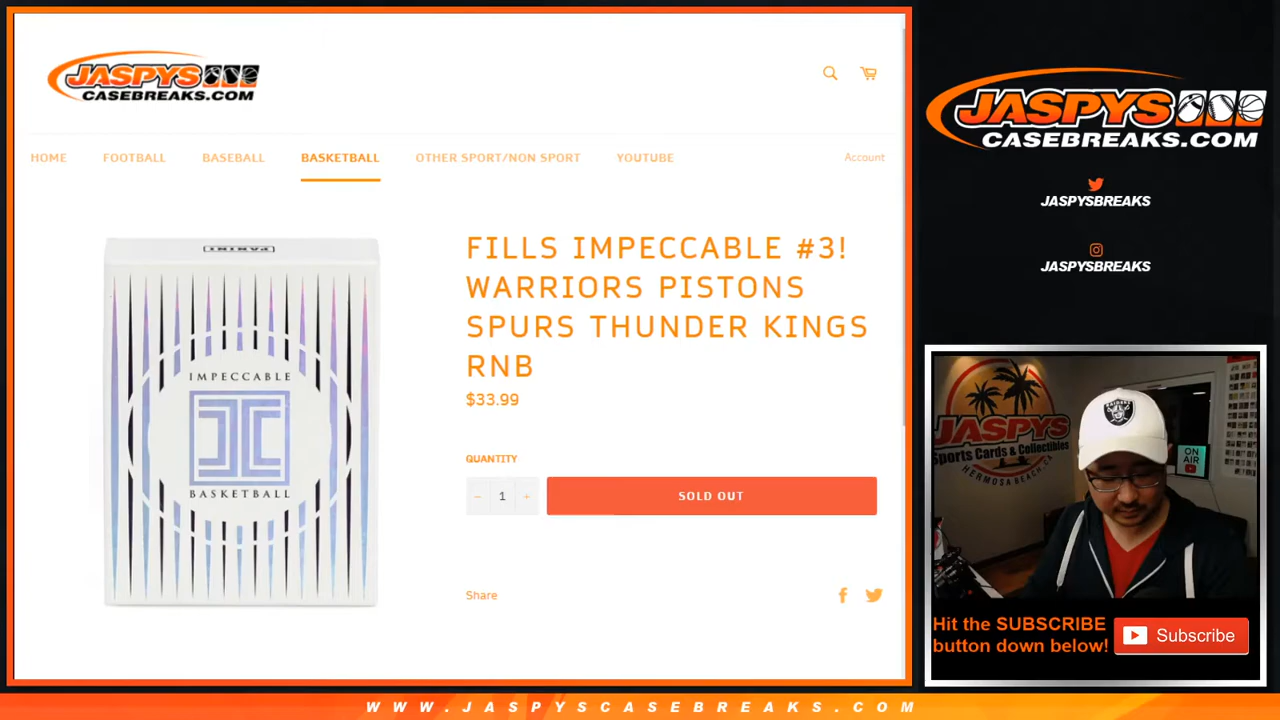 JASPYS
CASEBREAKS.COM
HOME
FOOTBALL
BASEBALL
BASKETBALL
OTHER SPORT/NON SPORT
YOUTUBE
Account
PANINI
IMPECCABLE
BASKETBALL
FILLS IMPECCABLE #3!
WARRIORS PISTONS
SPURS THUNDER KINGS
RNB
$33.99
QUANTITY
− 1 +
SOLD OUT
Share
JASPYS
CASEBREAKS.COM
JASPYSBREAKS
JASPYSBREAKS
JASPYS
Sports Cards & Collectibles
HERMOSA BEACH, CA
RAIDERS
ON
AIR
Hit the SUBSCRIBE
button down below!
Subscribe
WWW.JASPYSCASEBREAKS.COM